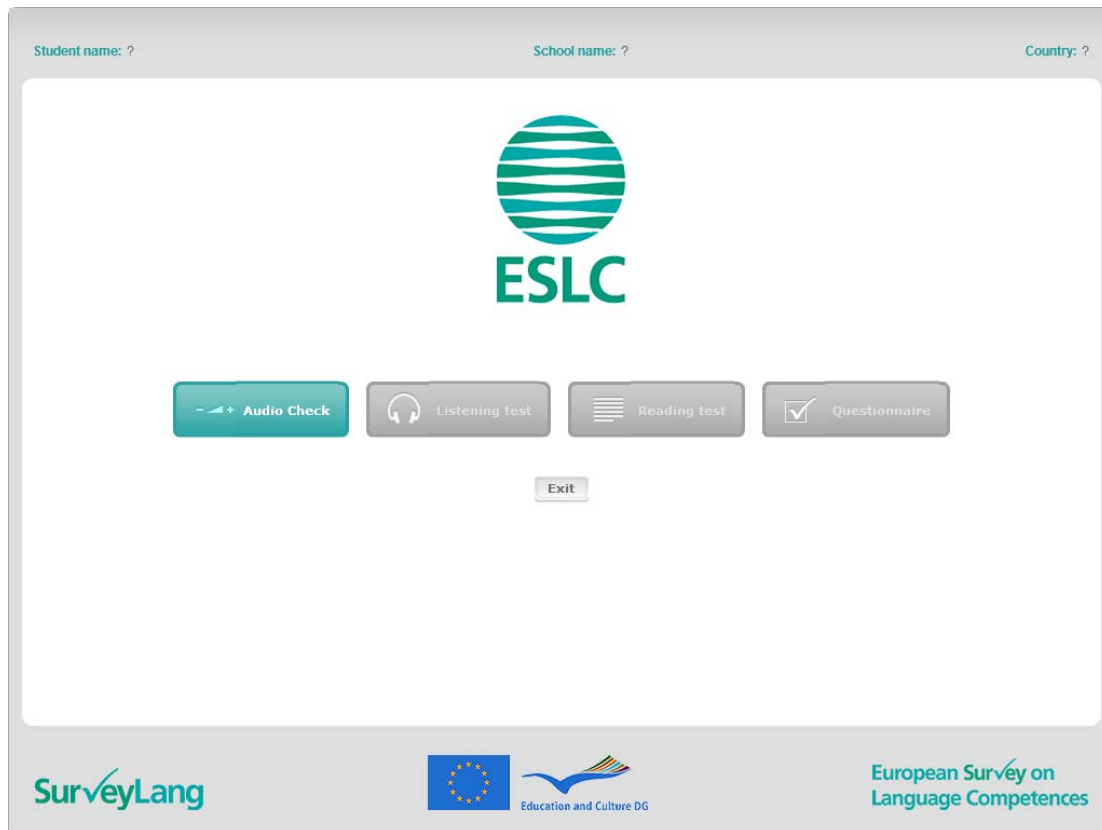 Student name: ?
School name: ?
Country: ?
ESLC
- + Audio Check
Listening test
Reading test
Questionnaire
Exit
SurveyLang
Education and Culture DG
European Survey on
Language Competences